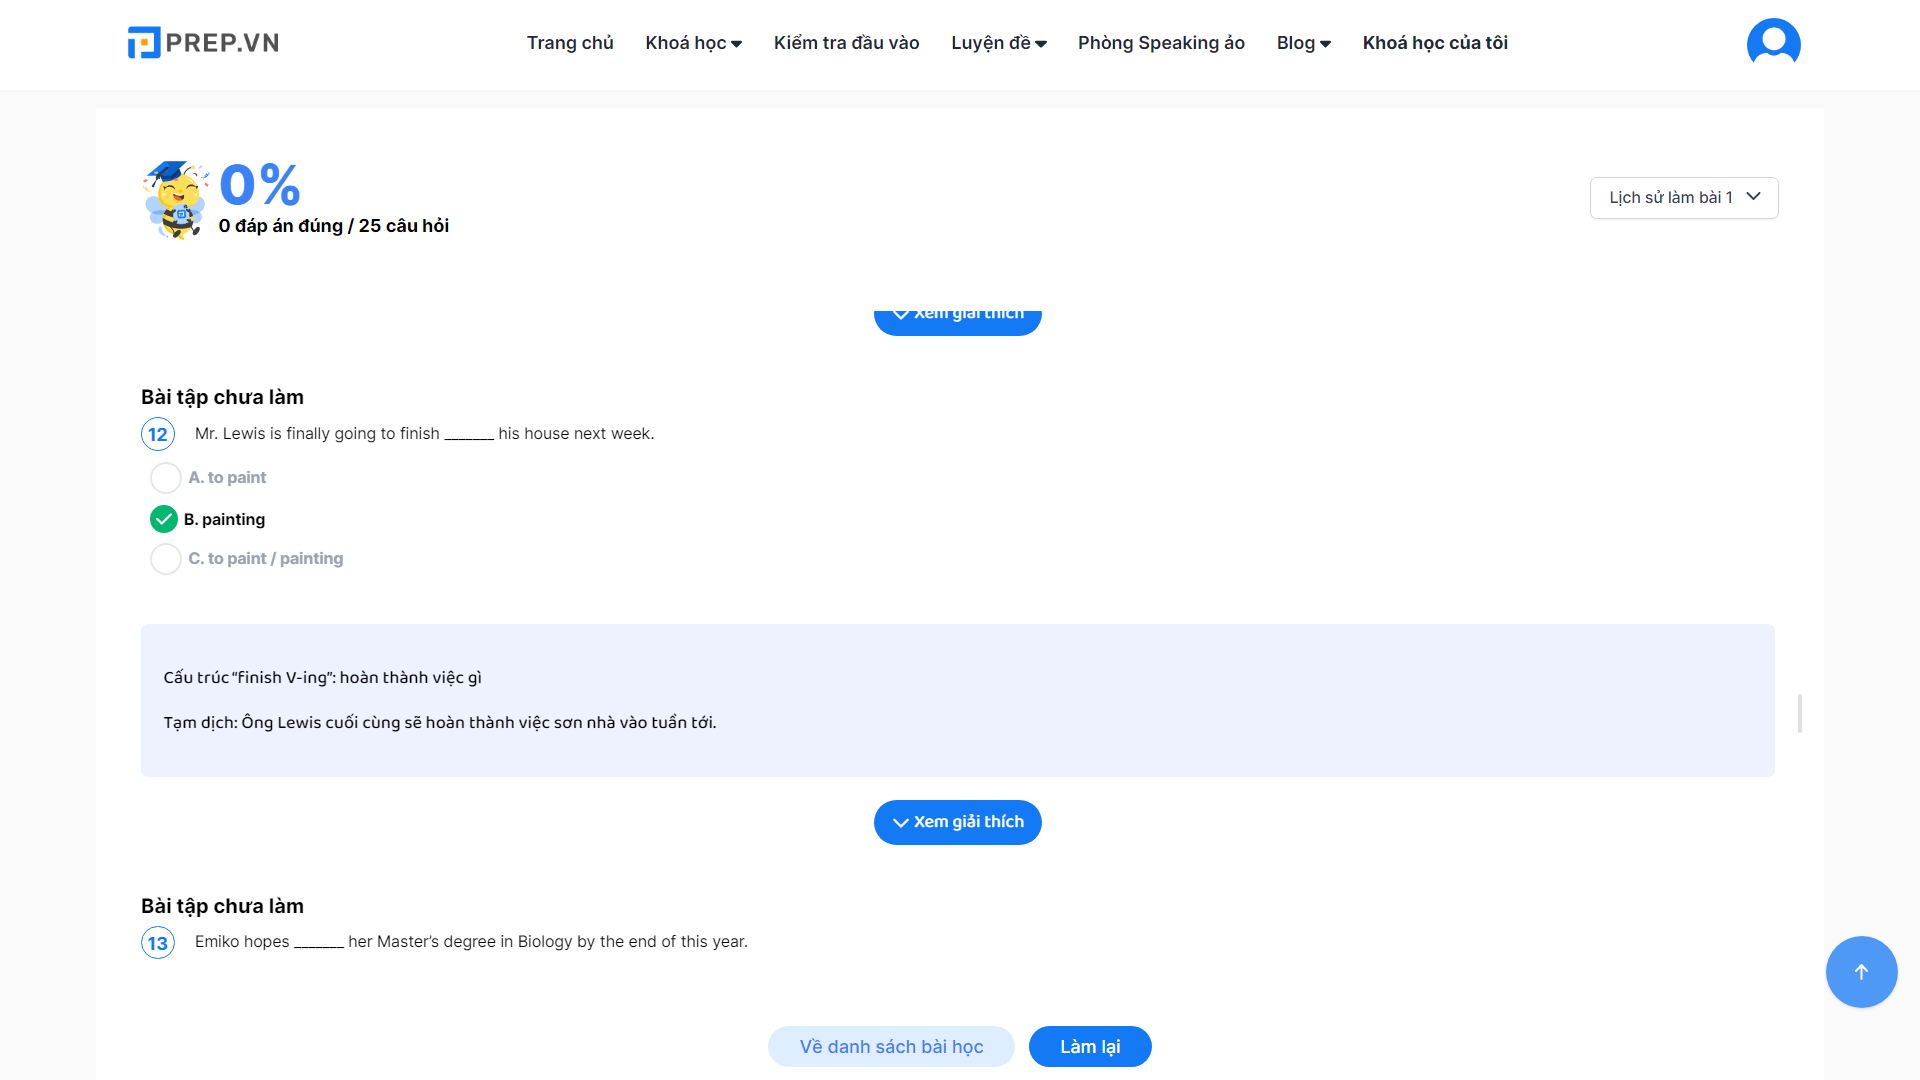 PREP.VN
Trang chủ
Khoá học
Kiểm tra đầu vào
Luyện đề
Phòng Speaking ảo
Blog
Khoá học của tôi
0%
0 đáp án đúng / 25 câu hỏi
Lịch sử làm bài 1
Xem giải thích
Bài tập chưa làm
12 Mr. Lewis is finally going to finish _______ his house next week.
A. to paint
B. painting
C. to paint / painting
Cấu trúc “finish V-ing”: hoàn thành việc gì
Tạm dịch: Ông Lewis cuối cùng sẽ hoàn thành việc sơn nhà vào tuần tới.
Xem giải thích
Bài tập chưa làm
13 Emiko hopes _______ her Master’s degree in Biology by the end of this year.
Về danh sách bài học
Làm lại